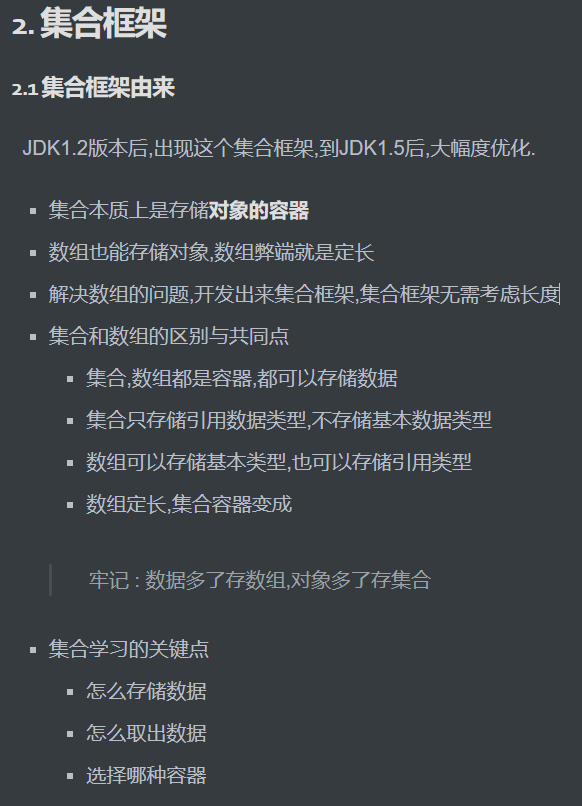 2. 集合框架
2.1 集合框架由来
JDK1.2版本后,出现这个集合框架,到JDK1.5后,大幅度优化.
集合本质上是存储对象的容器
数组也能存储对象,数组弊端就是定长
解决数组的问题,开发出来集合框架,集合框架无需考虑长度
集合和数组的区别与共同点
集合,数组都是容器,都可以存储数据
集合只存储引用数据类型,不存储基本数据类型
数组可以存储基本类型,也可以存储引用类型
数组定长,集合容器变成
牢记 : 数据多了存数组,对象多了存集合
集合学习的关键点
怎么存储数据
怎么取出数据
选择哪种容器